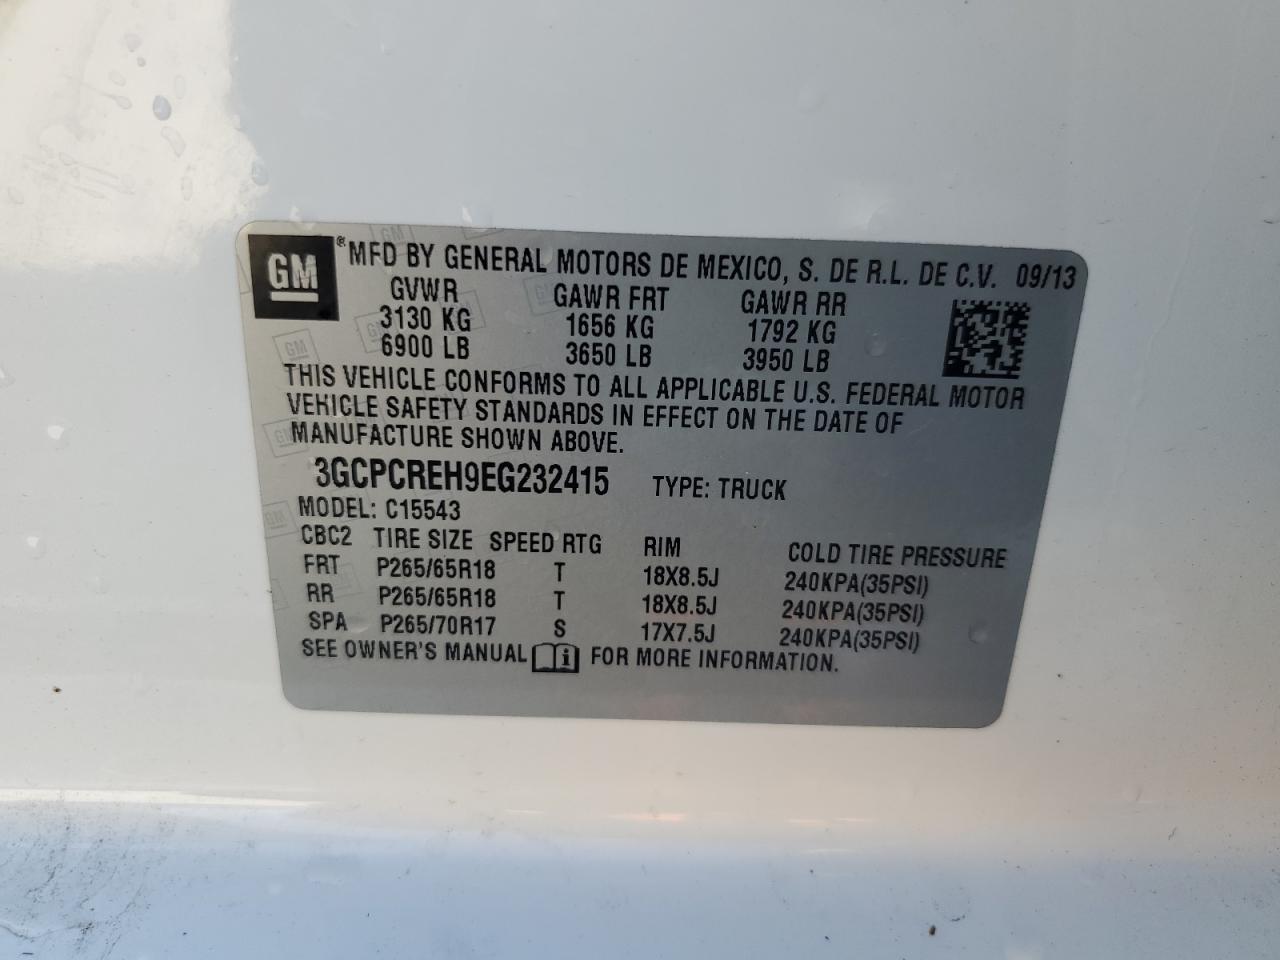 GM ® MFD BY GENERAL MOTORS DE MEXICO, S. DE R.L. DE C.V. 09/13
GVWR GAWR FRT GAWR RR
3130 KG 1656 KG 1792 KG
6900 LB 3650 LB 3950 LB
THIS VEHICLE CONFORMS TO ALL APPLICABLE U.S. FEDERAL MOTOR
VEHICLE SAFETY STANDARDS IN EFFECT ON THE DATE OF
MANUFACTURE SHOWN ABOVE.
3GCPCREH9EG232415 TYPE: TRUCK
MODEL: C15543
CBC2 TIRE SIZE SPEED RTG RIM COLD TIRE PRESSURE
FRT P265/65R18 T 18X8.5J 240KPA(35PSI)
RR P265/65R18 T 18X8.5J 240KPA(35PSI)
SPA P265/70R17 S 17X7.5J 240KPA(35PSI)
SEE OWNER'S MANUAL i FOR MORE INFORMATION.